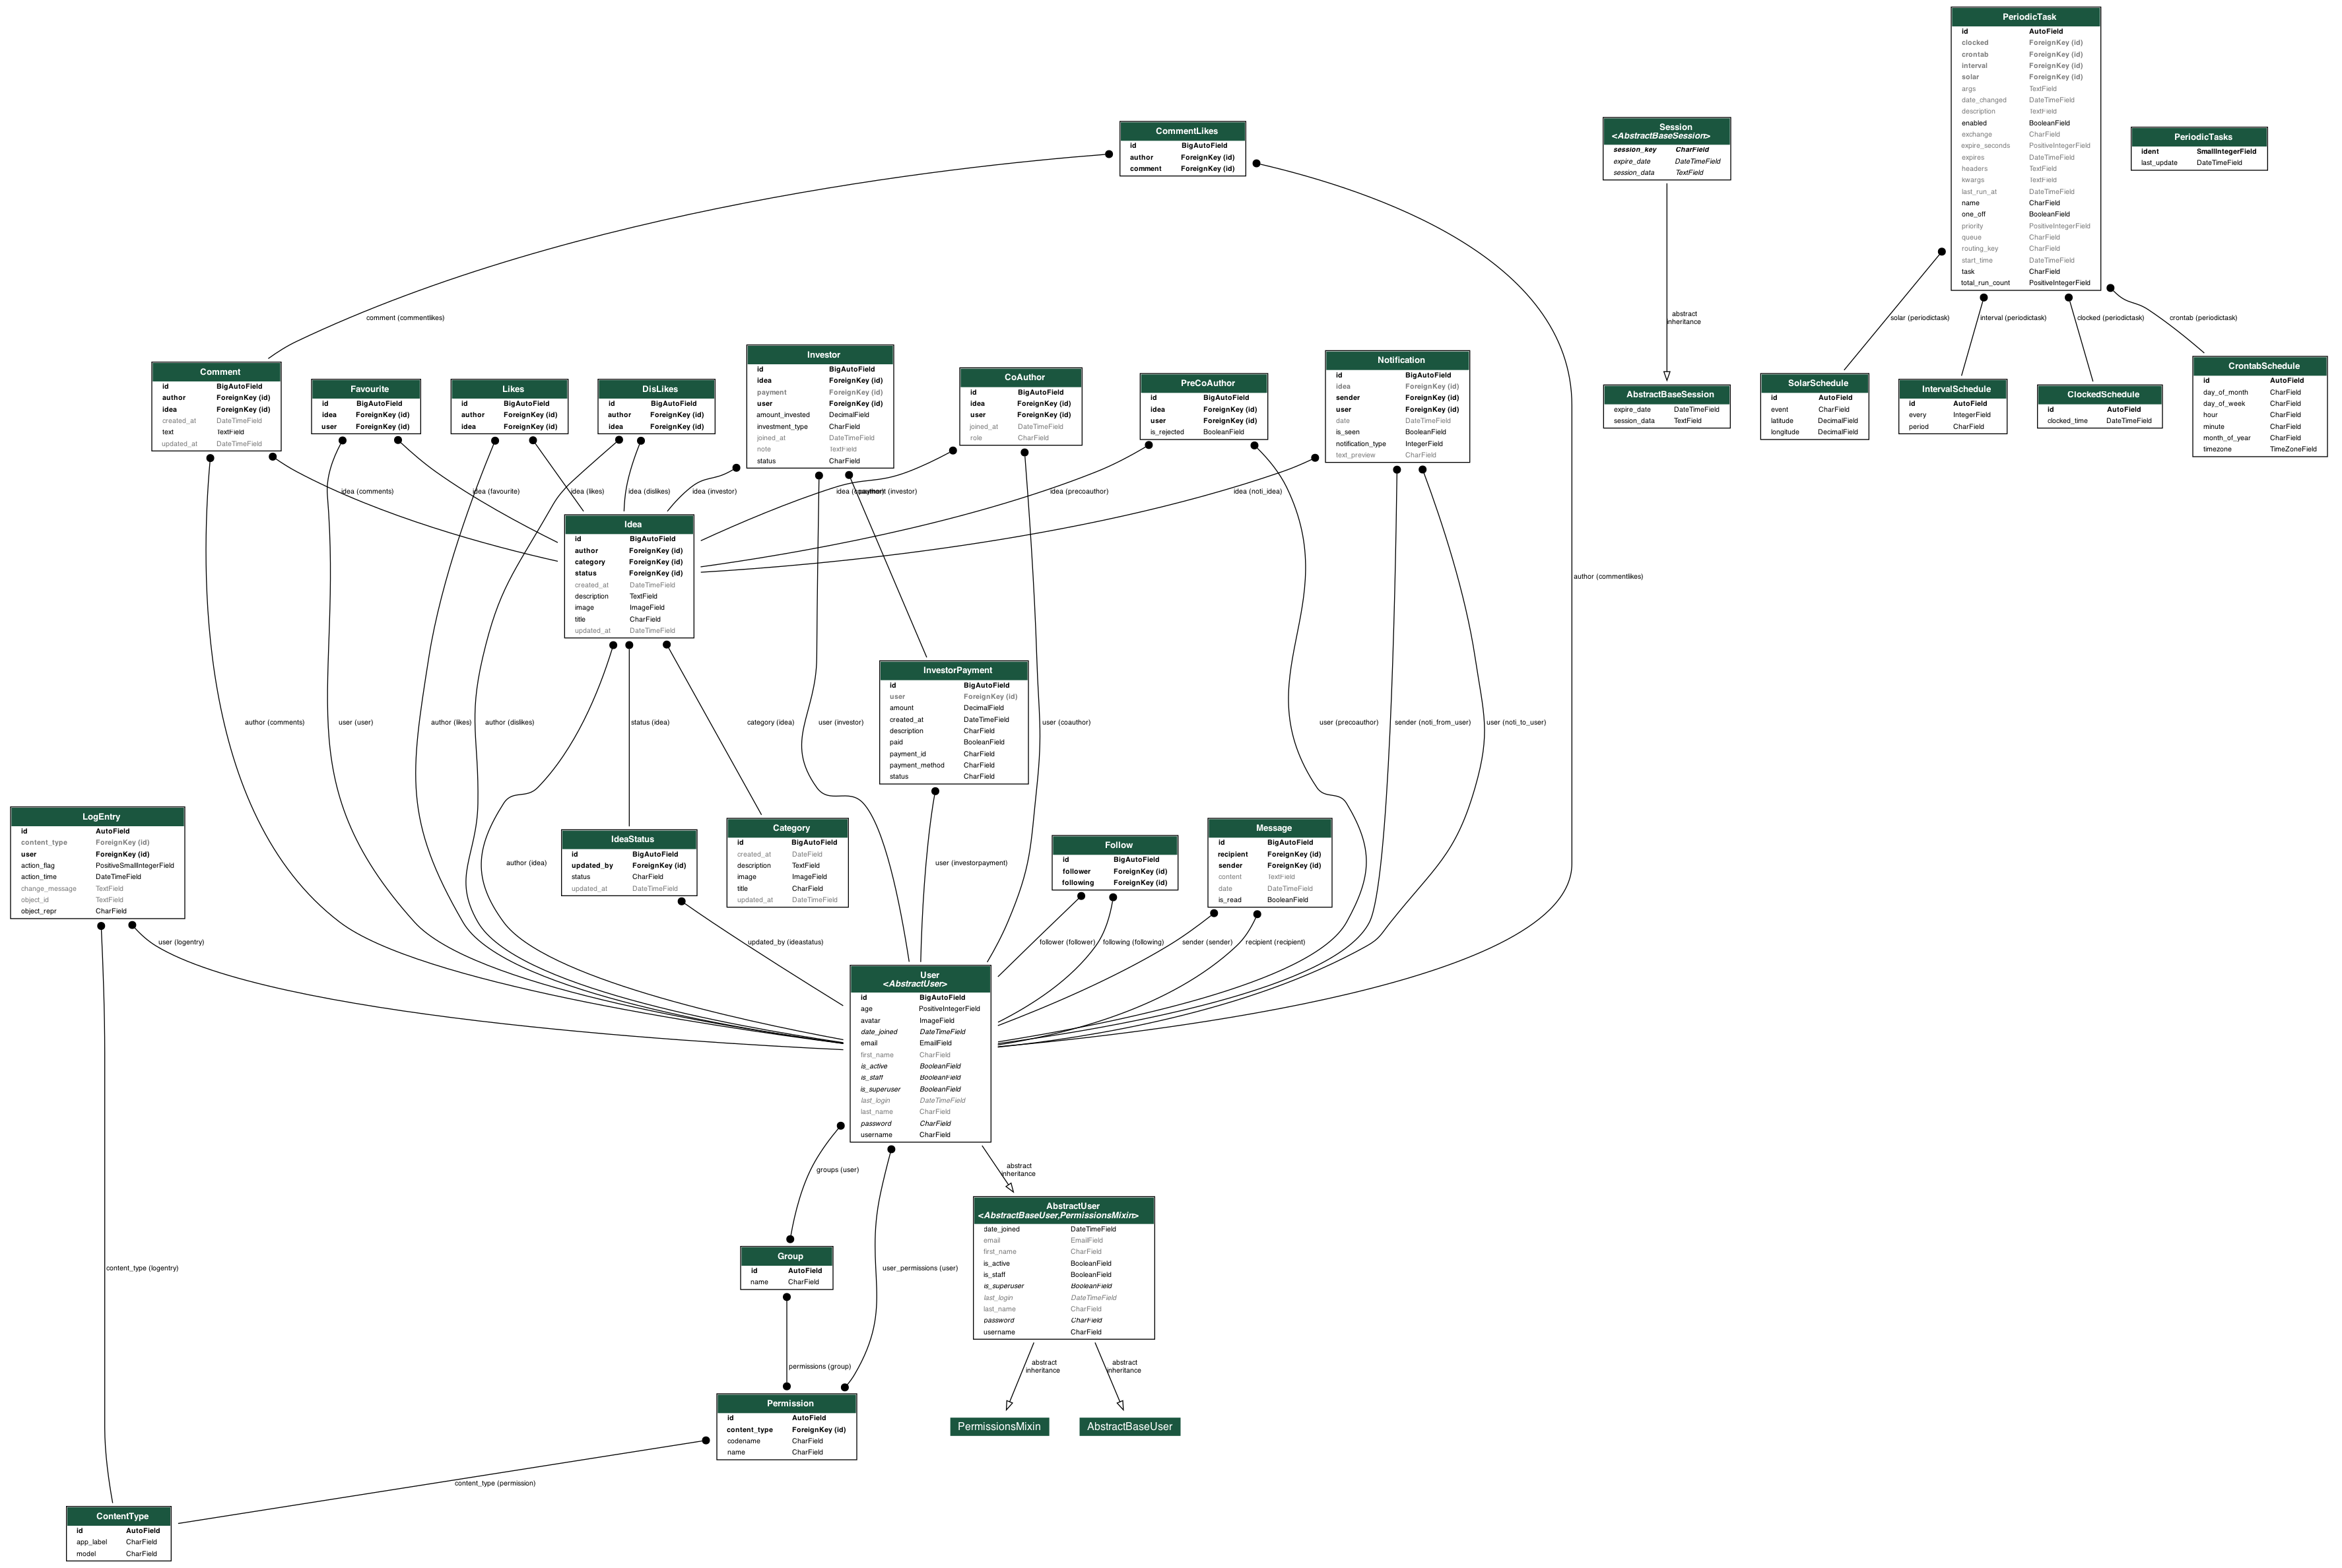 PeriodicTask
id AutoField
clocked ForeignKey (id)
crontab ForeignKey (id)
interval ForeignKey (id)
solar ForeignKey (id)
args TextField
date_changed DateTimeField
description TextField
enabled BooleanField
exchange CharField
expire_seconds PositiveIntegerField
expires DateTimeField
headers TextField
kwargs TextField
last_run_at DateTimeField
name CharField
one_off BooleanField
priority PositiveIntegerField
queue CharField
routing_key CharField
start_time DateTimeField
task CharField
total_run_count PositiveIntegerField
CommentLikes
id BigAutoField
author ForeignKey (id)
comment ForeignKey (id)
Session
<AbstractBaseSession>
session_key CharField
expire_date DateTimeField
session_data TextField
PeriodicTasks
ident SmallIntegerField
last_update DateTimeField
comment (commentlikes)
abstract
inheritance
solar (periodictask)
interval (periodictask)
clocked (periodictask)
crontab (periodictask)
Comment
id BigAutoField
author ForeignKey (id)
idea ForeignKey (id)
created_at DateTimeField
text TextField
updated_at DateTimeField
Favourite
id BigAutoField
idea ForeignKey (id)
user ForeignKey (id)
Likes
id BigAutoField
author ForeignKey (id)
idea ForeignKey (id)
DisLikes
id BigAutoField
author ForeignKey (id)
idea ForeignKey (id)
Investor
id BigAutoField
idea ForeignKey (id)
payment ForeignKey (id)
user ForeignKey (id)
amount_invested DecimalField
investment_type CharField
joined_at DateTimeField
note TextField
status CharField
CoAuthor
id BigAutoField
idea ForeignKey (id)
user ForeignKey (id)
joined_at DateTimeField
role CharField
PreCoAuthor
id BigAutoField
idea ForeignKey (id)
user ForeignKey (id)
is_rejected BooleanField
Notification
id BigAutoField
idea ForeignKey (id)
sender ForeignKey (id)
user ForeignKey (id)
date DateTimeField
is_seen BooleanField
notification_type IntegerField
text_preview CharField
AbstractBaseSession
expire_date DateTimeField
session_data TextField
SolarSchedule
id AutoField
event CharField
latitude DecimalField
longitude DecimalField
IntervalSchedule
id AutoField
every IntegerField
period CharField
ClockedSchedule
id AutoField
clocked_time DateTimeField
CrontabSchedule
id AutoField
day_of_month CharField
day_of_week CharField
hour CharField
minute CharField
month_of_year CharField
timezone TimeZoneField
idea (comments)
idea (favourite)
idea (likes)
idea (dislikes)
idea (investor)
idea
(investor)
idea (precoauthor)
idea (noti_idea)
Idea
id BigAutoField
author ForeignKey (id)
category ForeignKey (id)
status ForeignKey (id)
created_at DateTimeField
description TextField
image ImageField
title CharField
updated_at DateTimeField
author (commentlikes)
InvestorPayment
id BigAutoField
user ForeignKey (id)
amount DecimalField
created_at DateTimeField
description CharField
paid BooleanField
payment_id CharField
payment_method CharField
status CharField
author (comments)
user (user)
author (likes)
author (dislikes)
status (idea)
category (idea)
user (investor)
user (coauthor)
user (precoauthor)
sender (noti_from_user)
user (noti_to_user)
LogEntry
id AutoField
content_type ForeignKey (id)
user ForeignKey (id)
action_flag PositiveSmallIntegerField
action_time DateTimeField
change_message TextField
object_id TextField
object_repr CharField
author (idea)
IdeaStatus
id BigAutoField
updated_by ForeignKey (id)
status CharField
updated_at DateTimeField
Category
id BigAutoField
created_at DateField
description TextField
image ImageField
title CharField
updated_at DateTimeField
user (investorpayment)
Follow
id BigAutoField
follower ForeignKey (id)
following ForeignKey (id)
Message
id BigAutoField
recipient ForeignKey (id)
sender ForeignKey (id)
content TextField
date DateTimeField
is_read BooleanField
user (logentry)
updated_by (ideastatus)
follower (follower)
following (following)
sender (sender)
recipient (recipient)
User
<AbstractUser>
id BigAutoField
age PositiveIntegerField
avatar ImageField
date_joined DateTimeField
email EmailField
first_name CharField
is_active BooleanField
is_staff BooleanField
is_superuser BooleanField
last_login DateTimeField
last_name CharField
password CharField
username CharField
groups (user)
abstract
inheritance
AbstractUser
<AbstractBaseUser,PermissionsMixin>
date_joined DateTimeField
email EmailField
first_name CharField
is_active BooleanField
is_staff BooleanField
is_superuser BooleanField
last_login DateTimeField
last_name CharField
password CharField
username CharField
Group
id AutoField
name CharField
content_type (logentry)
user_permissions (user)
permissions (group)
abstract
inheritance
abstract
inheritance
Permission
id AutoField
content_type ForeignKey (id)
codename CharField
name CharField
PermissionsMixin
AbstractBaseUser
content_type (permission)
ContentType
id AutoField
app_label CharField
model CharField